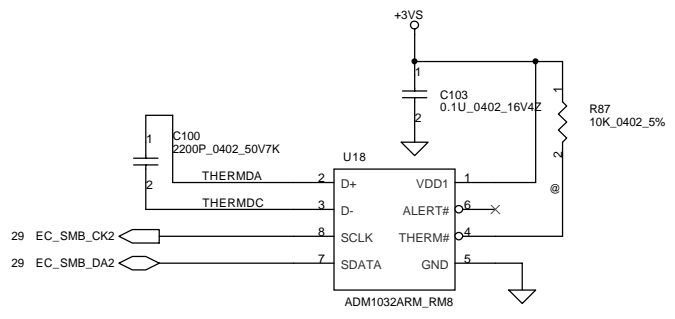 +3VS
1
C103
0.1U_0402_16V4Z
2
1
R87
10K_0402_5%
2
@
1
C100
2200P_0402_50V7K
2
U18
THERMDA
2
D+
VDD1
1
THERMDC
3
D-
ALERT#
6
29 EC_SMB_CK2
8
SCLK
THERM#
4
29 EC_SMB_DA2
7
SDATA
GND
5
ADM1032ARM_RM8